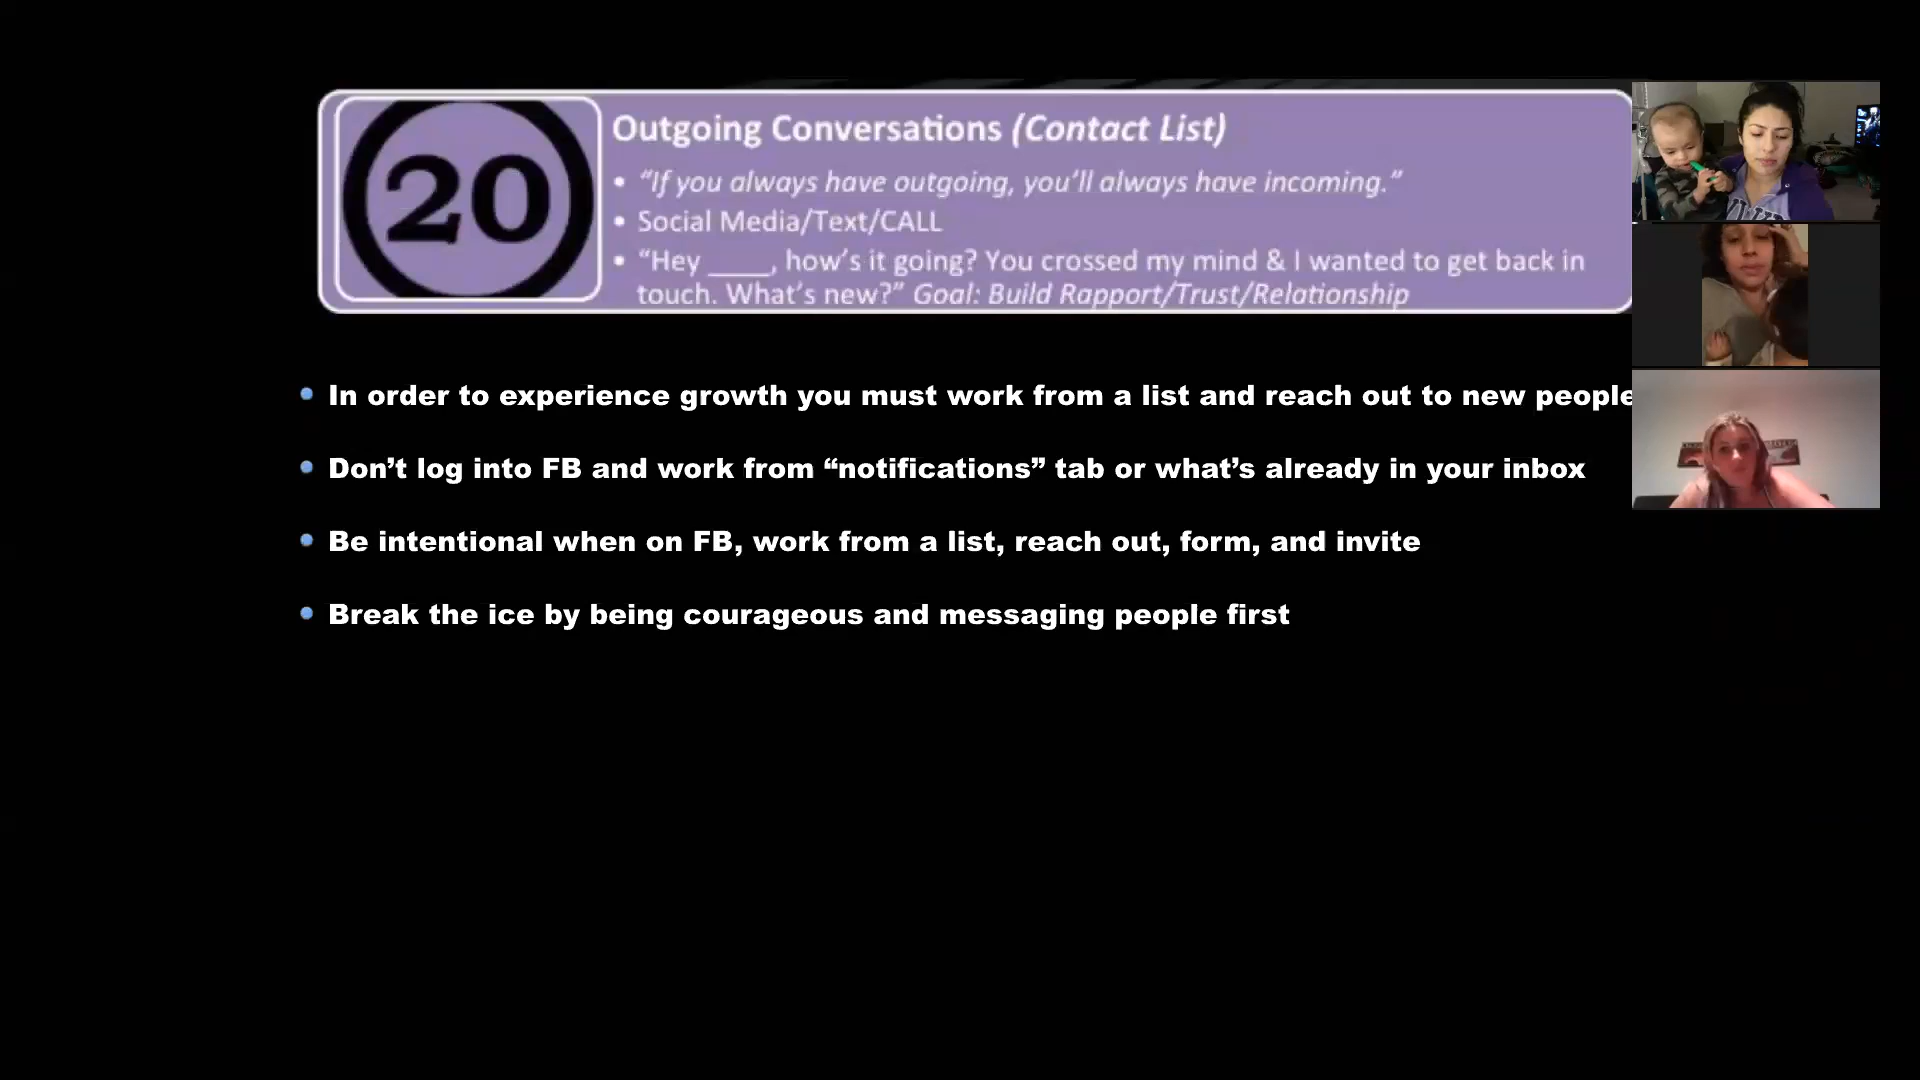 20
Outgoing Conversations (Contact List)
• “If you always have outgoing, you’ll always have incoming.”
• Social Media/Text/CALL
• “Hey ____, how’s it going? You crossed my mind & I wanted to get back in
touch. What’s new?” Goal: Build Rapport/Trust/Relationship
• In order to experience growth you must work from a list and reach out to new people
• Don’t log into FB and work from “notifications” tab or what’s already in your inbox
• Be intentional when on FB, work from a list, reach out, form, and invite
• Break the ice by being courageous and messaging people first